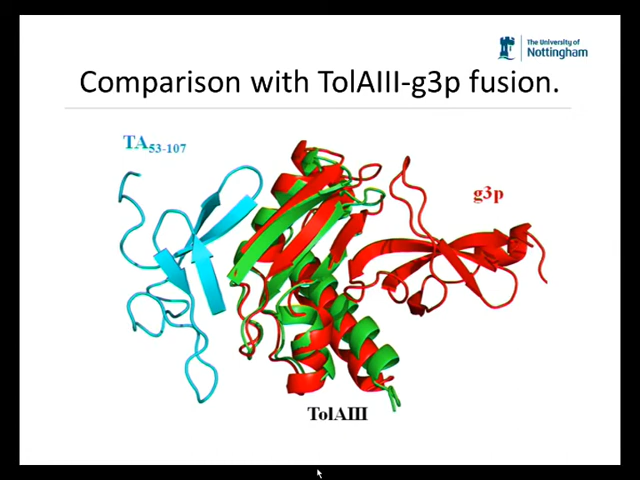 The University of
Nottingham
Comparison with TolAIII-g3p fusion.
TA53-107
g3p
TolAIII